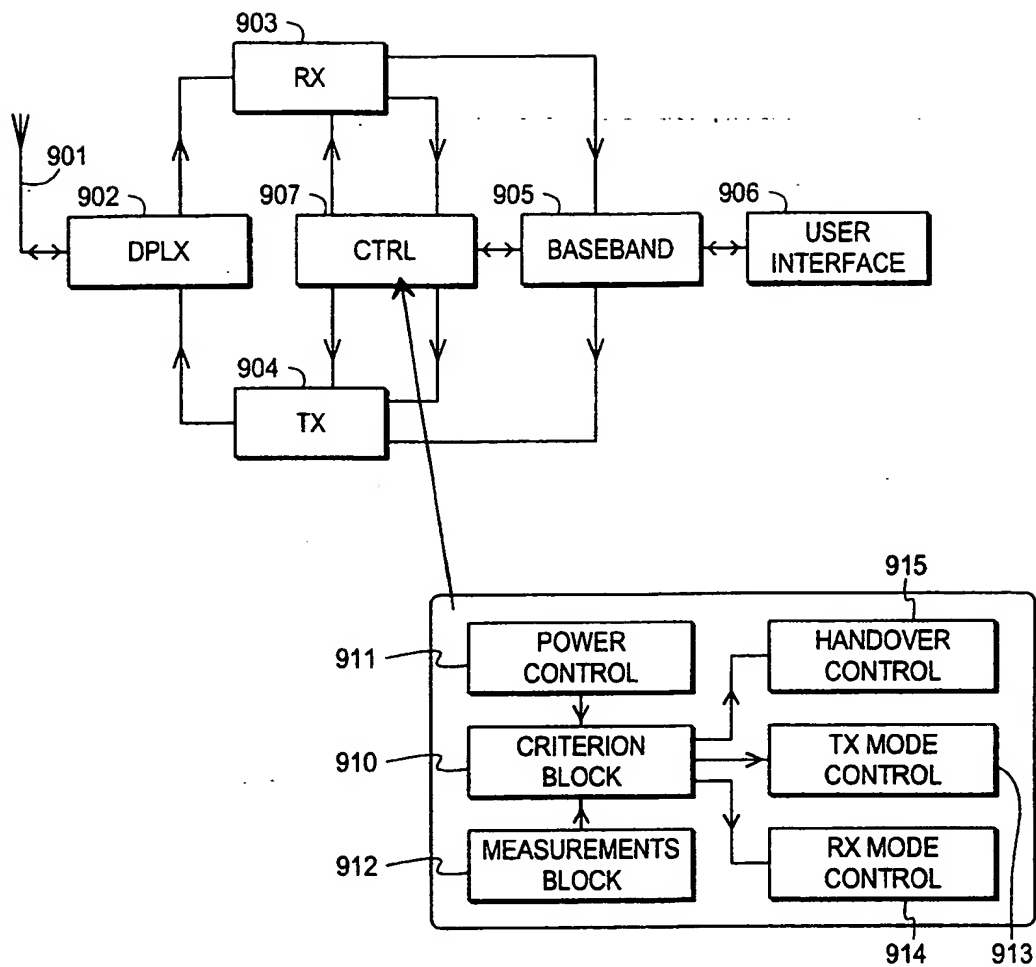 903
RX
901
902
DPLX
907
CTRL
905
BASEBAND
906
USER
INTERFACE
904
TX
915
911
POWER
CONTROL
HANDOVER
CONTROL
910
CRITERION
BLOCK
TX MODE
CONTROL
912
MEASUREMENTS
BLOCK
RX MODE
CONTROL
914
913